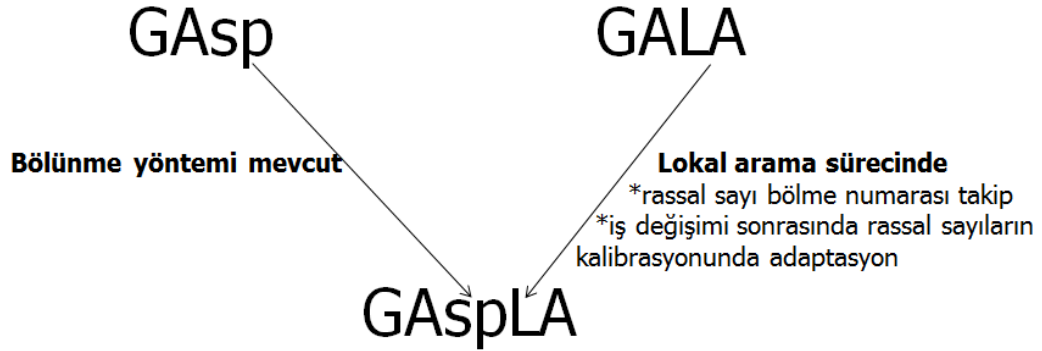 GAsp
GALA
Bölünme yöntemi mevcut
Lokal arama sürecinde
*rassal sayı bölme numarası takip
*iş değişimi sonrasında rassal sayıların
kalibrasyonunda adaptasyon
GAspLA